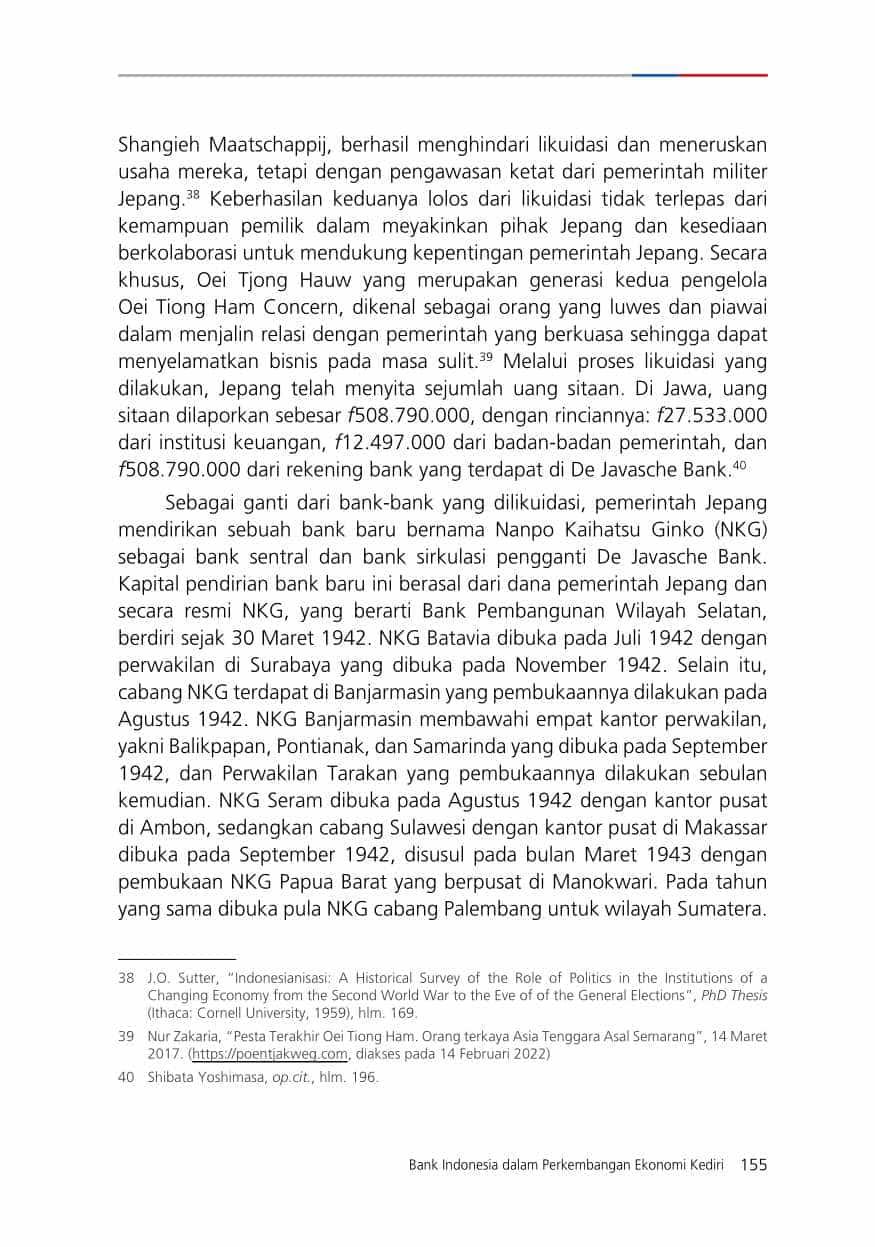 Shangieh Maatschappij, berhasil menghindari likuidasi dan meneruskan
usaha mereka, tetapi dengan pengawasan ketat dari pemerintah militer
Jepang.38 Keberhasilan keduanya lolos dari likuidasi tidak terlepas dari
kemampuan pemilik dalam meyakinkan pihak Jepang dan kesediaan
berkolaborasi untuk mendukung kepentingan pemerintah Jepang. Secara
khusus, Oei Tjong Hauw yang merupakan generasi kedua pengelola
Oei Tiong Ham Concern, dikenal sebagai orang yang luwes dan piawai
dalam menjalin relasi dengan pemerintah yang berkuasa sehingga dapat
menyelamatkan bisnis pada masa sulit.39 Melalui proses likuidasi yang
dilakukan, Jepang telah menyita sejumlah uang sitaan. Di Jawa, uang
sitaan dilaporkan sebesar f508.790.000, dengan rinciannya: f27.533.000
dari institusi keuangan, f12.497.000 dari badan-badan pemerintah, dan
f508.790.000 dari rekening bank yang terdapat di De Javasche Bank.40
Sebagai ganti dari bank-bank yang dilikuidasi, pemerintah Jepang
mendirikan sebuah bank baru bernama Nanpo Kaihatsu Ginko (NKG)
sebagai bank sentral dan bank sirkulasi pengganti De Javasche Bank.
Kapital pendirian bank baru ini berasal dari dana pemerintah Jepang dan
secara resmi NKG, yang berarti Bank Pembangunan Wilayah Selatan,
berdiri sejak 30 Maret 1942. NKG Batavia dibuka pada Juli 1942 dengan
perwakilan di Surabaya yang dibuka pada November 1942. Selain itu,
cabang NKG terdapat di Banjarmasin yang pembukaannya dilakukan pada
Agustus 1942. NKG Banjarmasin membawahi empat kantor perwakilan,
yakni Balikpapan, Pontianak, dan Samarinda yang dibuka pada September
1942, dan Perwakilan Tarakan yang pembukaannya dilakukan sebulan
kemudian. NKG Seram dibuka pada Agustus 1942 dengan kantor pusat
di Ambon, sedangkan cabang Sulawesi dengan kantor pusat di Makassar
dibuka pada September 1942, disusul pada bulan Maret 1943 dengan
pembukaan NKG Papua Barat yang berpusat di Manokwari. Pada tahun
yang sama dibuka pula NKG cabang Palembang untuk wilayah Sumatera.
38 J.O. Sutter, “Indonesianisasi: A Historical Survey of the Role of Politics in the Institutions of a
Changing Economy from the Second World War to the Eve of of the General Elections”, PhD Thesis
(Ithaca: Cornell University, 1959), hlm. 169.
39 Nur Zakaria, “Pesta Terakhir Oei Tiong Ham. Orang terkaya Asia Tenggara Asal Semarang”, 14 Maret
2017. (https://poentjakweg.com, diakses pada 14 Februari 2022)
40 Shibata Yoshimasa, op.cit., hlm. 196.
Bank Indonesia dalam Perkembangan Ekonomi Kediri 155